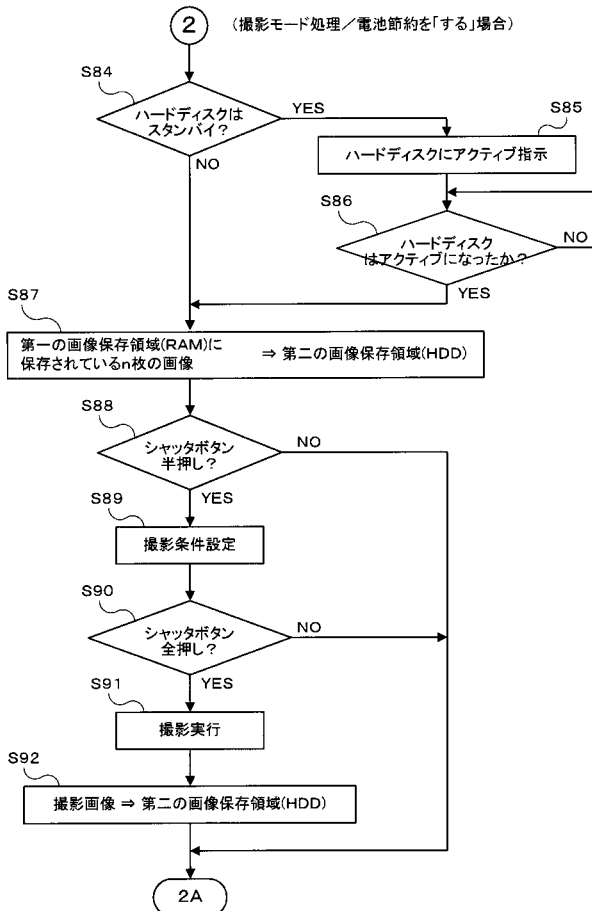 2
(撮影モード処理／電池節約を「する」場合)
S84
ハードディスクは
スタンバイ？
YES
NO
S85
ハードディスクにアクティブ指示
S86
ハードディスク
はアクティブになったか？
NO
YES
S87
第一の画像保存領域(RAM)に
保存されているn枚の画像
⇒ 第二の画像保存領域(HDD)
S88
シャッタボタン
半押し？
NO
YES
S89
撮影条件設定
S90
シャッタボタン
全押し？
NO
YES
S91
撮影実行
S92
撮影画像 ⇒ 第二の画像保存領域(HDD)
2A